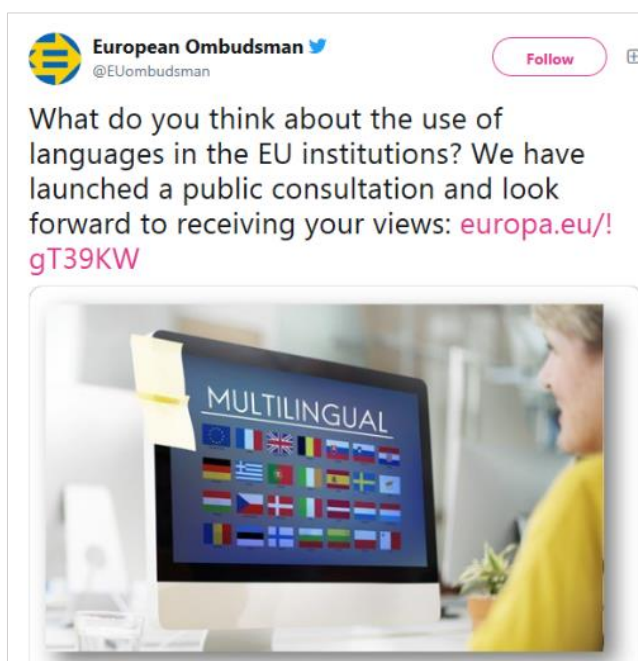 European Ombudsman
@EUombudsman
Follow
What do you think about the use of
languages in the EU institutions? We have
launched a public consultation and look
forward to receiving your views: europa.eu/!
gT39KW
MULTILINGUAL